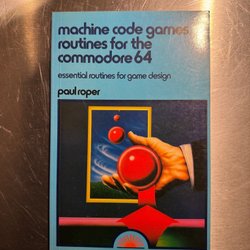 machine code games
routines for the
commodore 64
essential routines for game design
paul roper